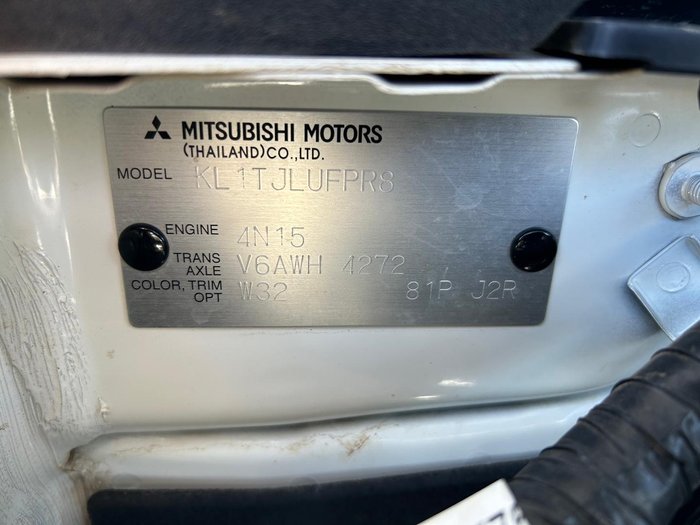 MITSUBISHI MOTORS
(THAILAND)CO.,LTD.
MODEL KL1TJLUFPR8
ENGINE 4N15
TRANS AXLE V6AWH 4272
COLOR, TRIM OPT W32 81P J2R